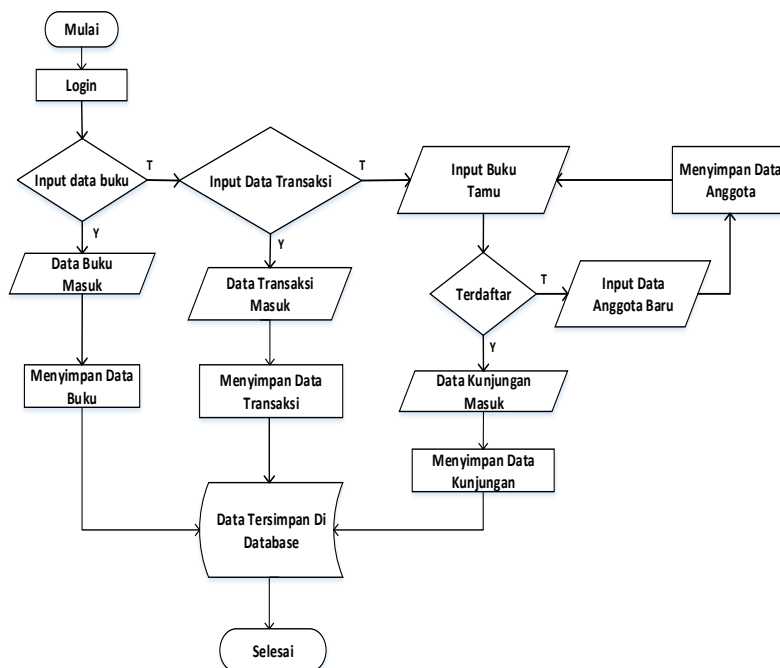 Mulai
Login
Input data buku
T
Input Data Transaksi
T
Input Buku
Tamu
Menyimpan Data
Anggota
Y
Y
Data Buku
Masuk
Data Transaksi
Masuk
Terdaftar
T
Input Data
Anggota Baru
Y
Menyimpan Data
Buku
Menyimpan Data
Transaksi
Data Kunjungan
Masuk
Menyimpan Data
Kunjungan
Data Tersimpan Di
Database
Selesai